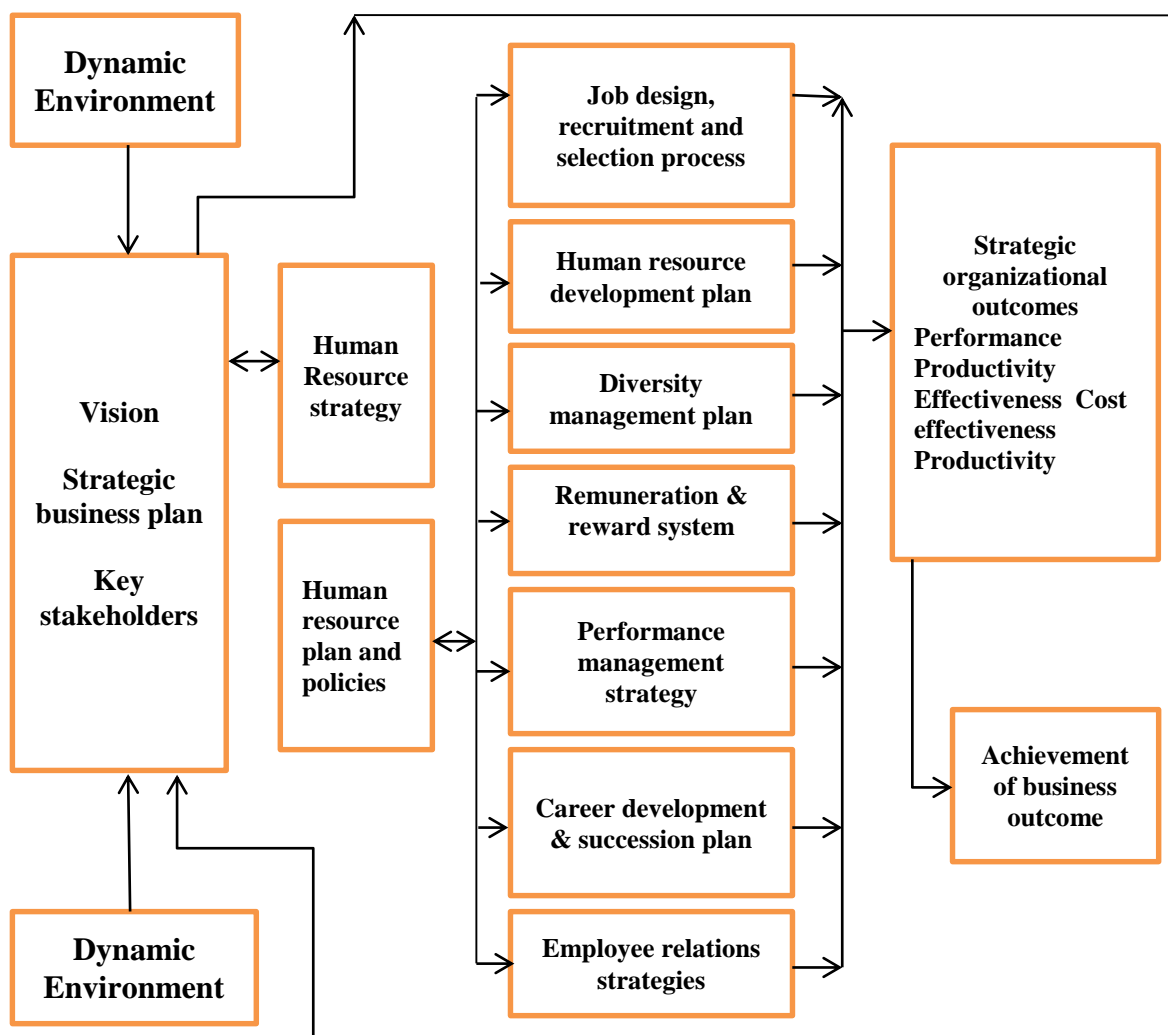 Dynamic
Environment
Vision
Strategic
business plan
Key
stakeholders
Dynamic
Environment
Human
Resource
strategy
Human
resource
plan and
policies
Job design,
recruitment and
selection process
Human resource
development plan
Diversity
management plan
Remuneration &
reward system
Performance
management
strategy
Career development
& succession plan
Employee relations
strategies
Strategic
organizational
outcomes
Performance
Productivity
Effectiveness Cost
effectiveness
Productivity
Achievement
of business
outcome